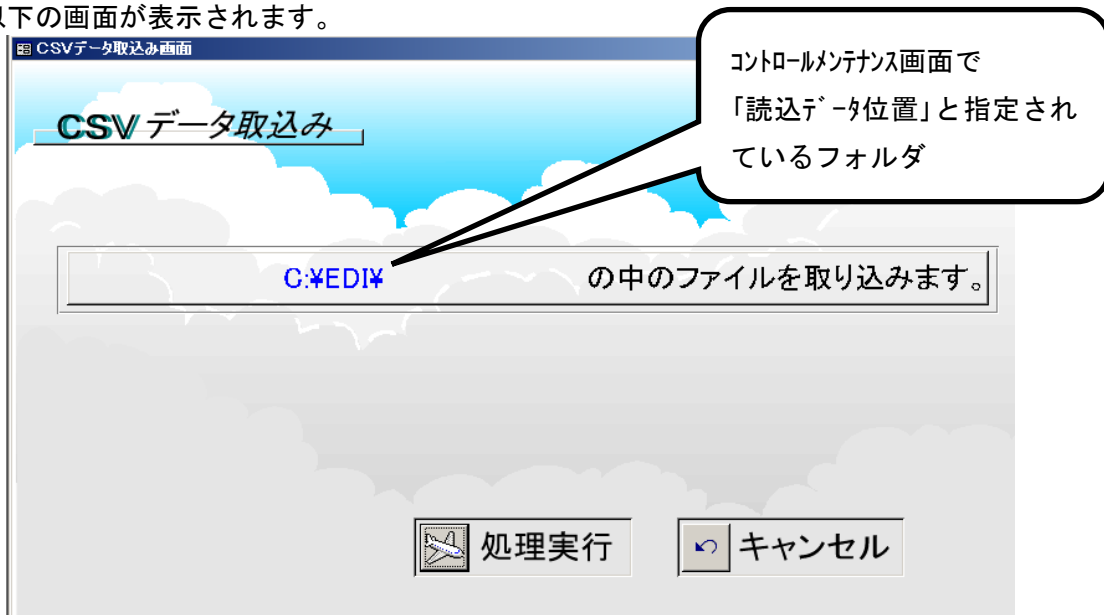 以下の画面が表示されます。
CSVデータ取込み画面
CSVデータ取込み
ｺﾝﾄﾛｰﾙﾒﾝﾃﾅﾝｽ画面で
「読込ﾃﾞｰﾀ位置」と指定され
ているフォルダ
C:¥EDI¥ の中のファイルを取り込みます。
処理実行 キャンセル